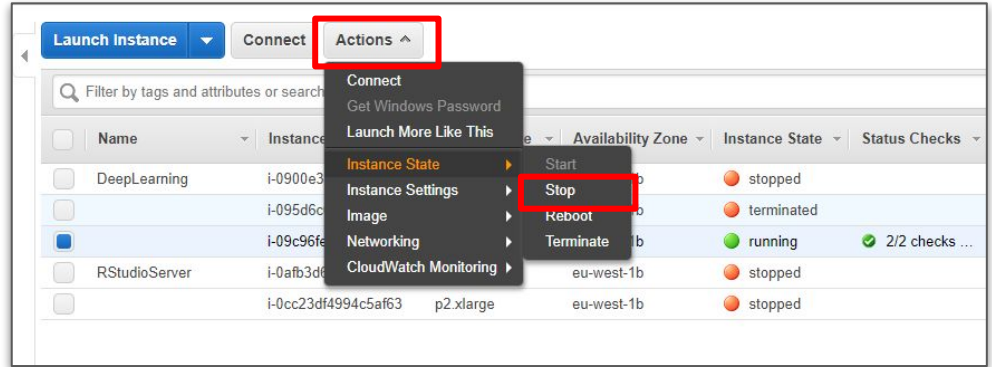 Launch Instance Connect Actions
Filter by tags and attributes or search
Connect
Get Windows Password
Launch More Like This
Name Instance e Availability Zone Instance State Status Checks
Instance State Start
DeepLearning i-0900e3 b stopped
Instance Settings Stop
i-095d6c b terminated
Image Reboot
i-09c96fe 1b running 2/2 checks ...
Networking Terminate
RStudioServer i-0afb3d6 eu-west-1b stopped
CloudWatch Monitoring
i-0cc23df4994c5af63 p2.xlarge eu-west-1b stopped